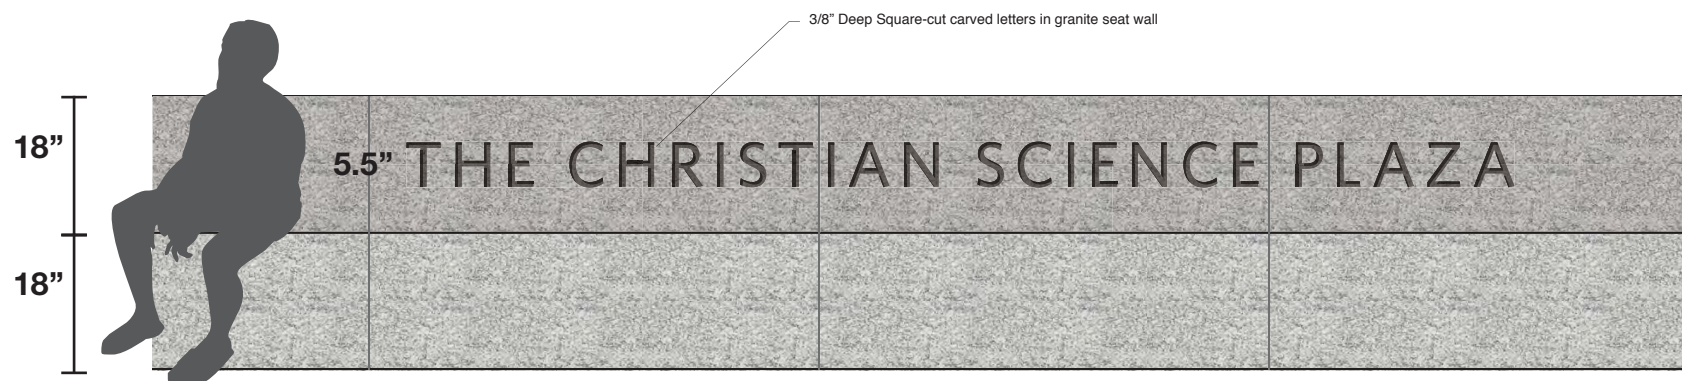 3/8” Deep Square-cut carved letters in granite seat wall
18”
5.5”
THE CHRISTIAN SCIENCE PLAZA
18”